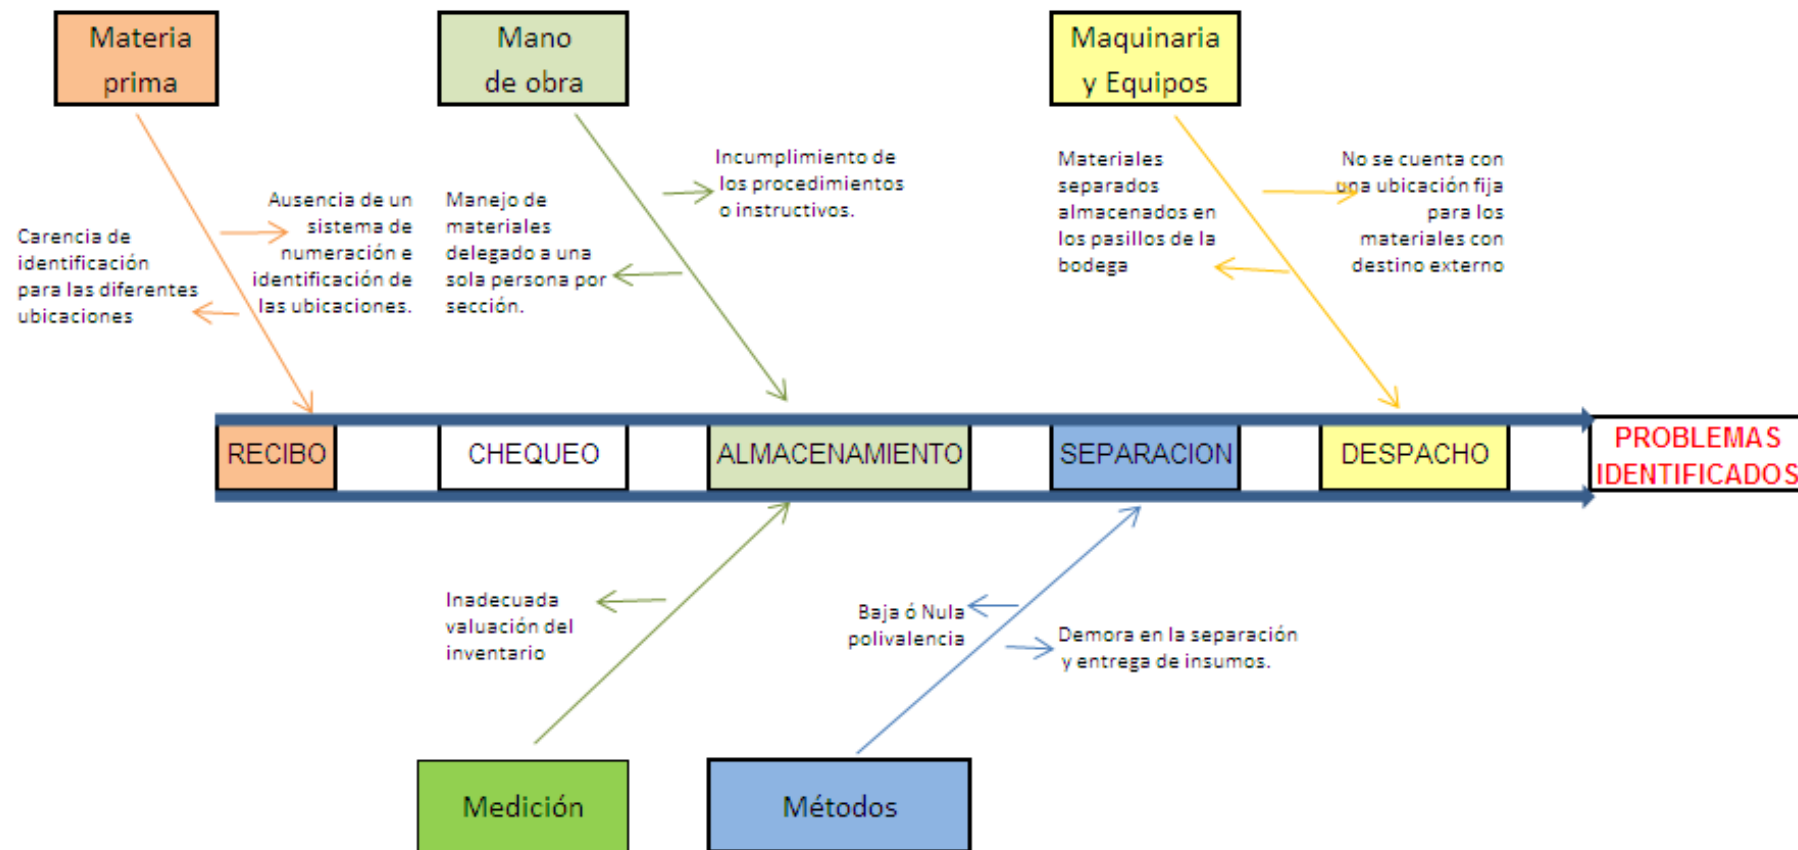 Materia
prima
Mano
de obra
Maquinaria
y Equipos
Carencia de
identificación
para las diferentes
ubicaciones
Ausencia de un
sistema de
numeración e
identificación de
las ubicaciones.
Manejo de
materiales
delegado a una
sola persona por
sección.
Incumplimiento de
los procedimientos
o instructivos.
Materiales
separados
almacenados en
los pasillos de la
bodega
No se cuenta con
una ubicación fija
para los
materiales con
destino externo
RECIBO
CHEQUEO
ALMACENAMIENTO
SEPARACION
DESPACHO
PROBLEMAS
IDENTIFICADOS
Inadecuada
valuación del
inventario
Baja ó Nula
polivalencia
Demora en la separación
y entrega de insumos.
Medición
Métodos